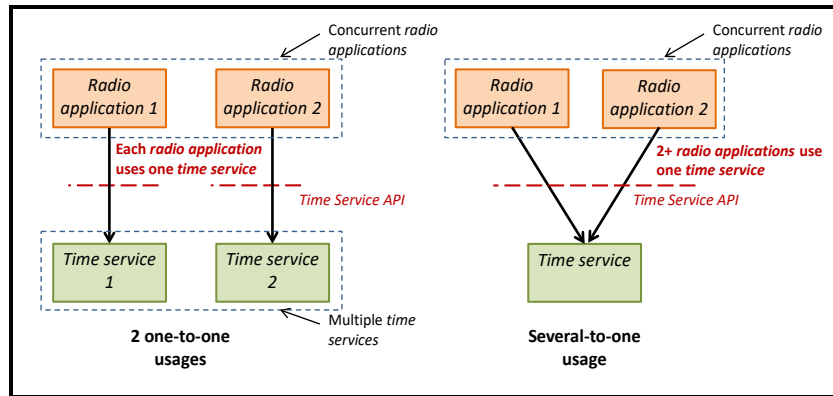 Concurrent radio
applications
Radio
application 1
Radio
application 2
Each radio application
uses one time service
Time Service API
Time service
1
Time service
2
Multiple time
services
2 one-to-one
usages
Concurrent radio
applications
Radio
application 1
Radio
application 2
2+ radio applications use
one time service
Time Service API
Time service
Several-to-one
usage